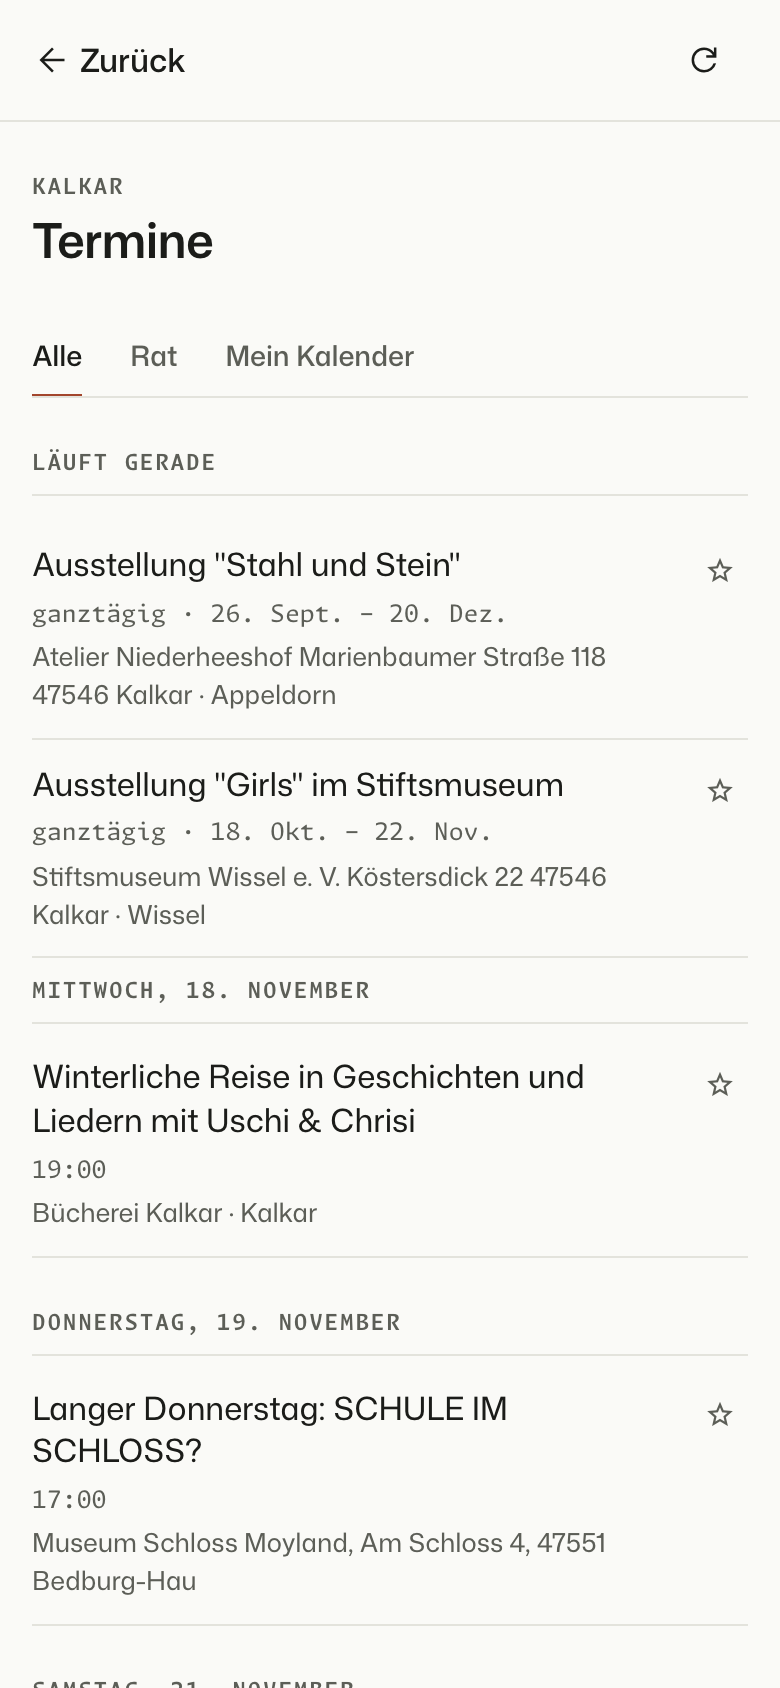 Zurück
KALKAR
Termine
Alle Rat Mein Kalender
LÄUFT GERADE
Ausstellung "Stahl und Stein"
ganztägig · 26. Sept. – 20. Dez.
Atelier Niederheeshof Marienbaumer Straße 118
47546 Kalkar · Appeldorn
Ausstellung "Girls" im Stiftsmuseum
ganztägig · 18. Okt. – 22. Nov.
Stiftsmuseum Wissel e. V. Köstersdick 22 47546
Kalkar · Wissel
MITTWOCH, 18. NOVEMBER
Winterliche Reise in Geschichten und
Liedern mit Uschi & Chrisi
19:00
Bücherei Kalkar · Kalkar
DONNERSTAG, 19. NOVEMBER
Langer Donnerstag: SCHULE IM
SCHLOSS?
17:00
Museum Schloss Moyland, Am Schloss 4, 47551
Bedburg-Hau
SAMSTAG, 21. NOVEMBER